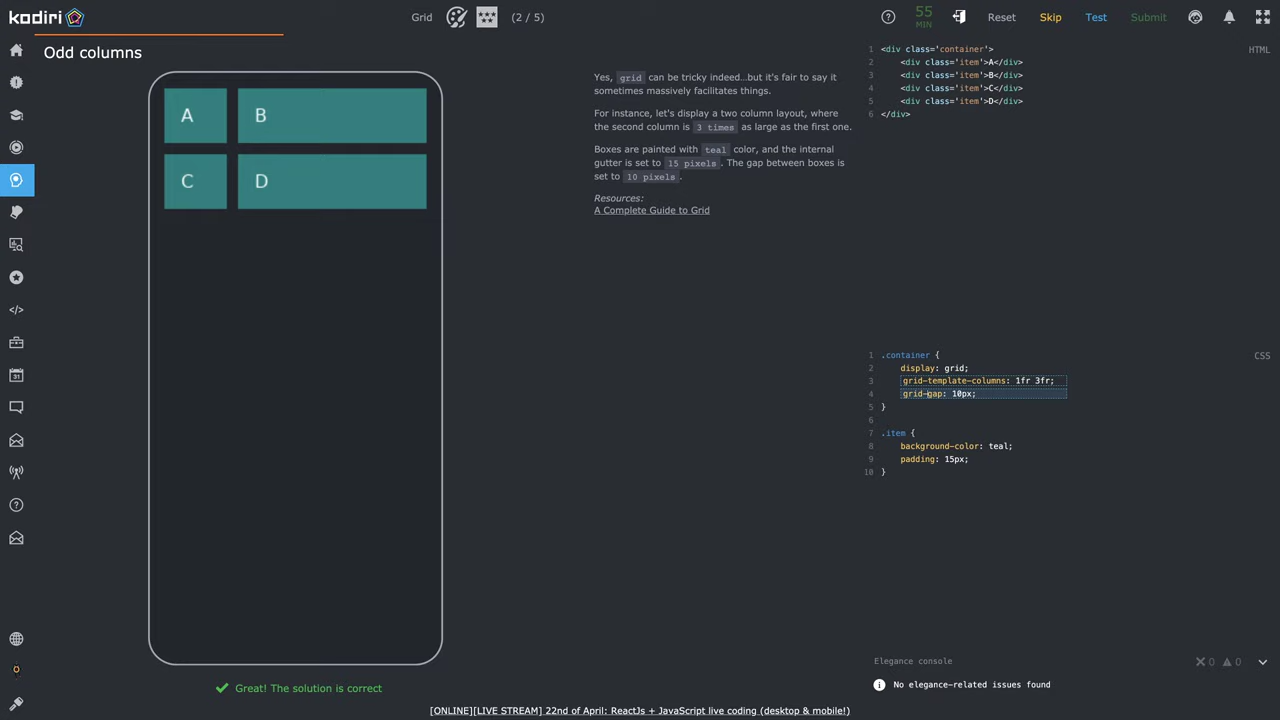 kodiri
Grid
(2 / 5)
55
MIN
Reset
Skip
Test
Submit
Odd columns
A
B
C
D
Yes, grid can be tricky indeed…but it's fair to say it
sometimes massively facilitates things.
For instance, let's display a two column layout, where
the second column is 3 times as large as the first one.
Boxes are painted with teal color, and the internal
gutter is set to 15 pixels. The gap between boxes is
set to 10 pixels.
Resources:
A Complete Guide to Grid
HTML
1 <div class='container'>
2 <div class='item'>A</div>
3 <div class='item'>B</div>
4 <div class='item'>C</div>
5 <div class='item'>D</div>
6 </div>
CSS
1 .container {
2 display: grid;
3 grid-template-columns: 1fr 3fr;
4 grid-gap: 10px;
5 }
6
7 .item {
8 background-color: teal;
9 padding: 15px;
10 }
31
Elegance console
0 0
No elegance-related issues found
Great! The solution is correct
[ONLINE][LIVE STREAM] 22nd of April: ReactJs + JavaScript live coding (desktop & mobile!)